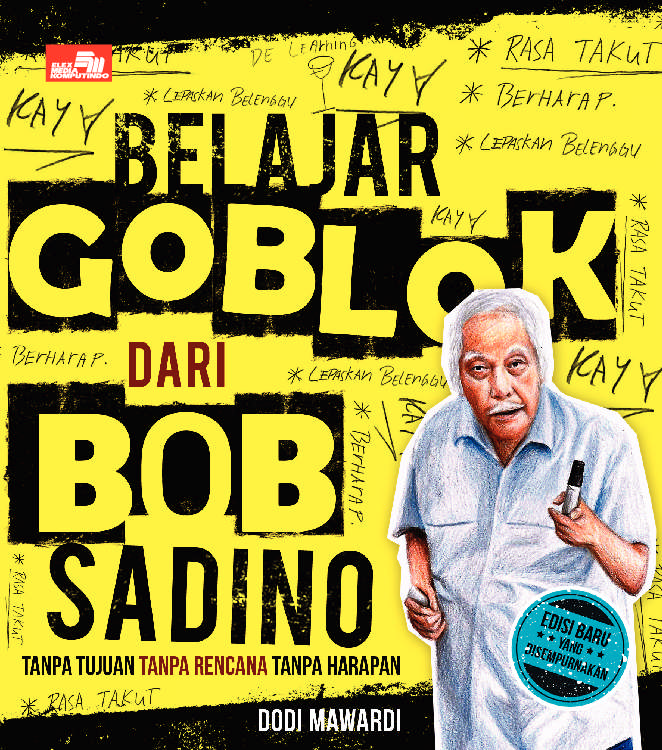 ELEX
MEDIA
KOMPUTINDO
TAKUT
DE LEARNING
KAYA
* RASA TAKUT
* BERHARAP.
* LEPASKAN BELENGGU
KAYA
* LEPASKAN BELENGGU
BELAJAR
GOBLOK
KAYA
* RASA TAKUT
BERHARAP.
DARI
* LEPASKAN BELENGGU
KAYA
* BERHARAP.
BOB
SADINO
* RASA TAKUT
TANPA TUJUAN TANPA RENCANA TANPA HARAPAN
EDISI BARU
YANG
DISEMPURNAKAN
* RASA TAKUT
DODI MAWARDI